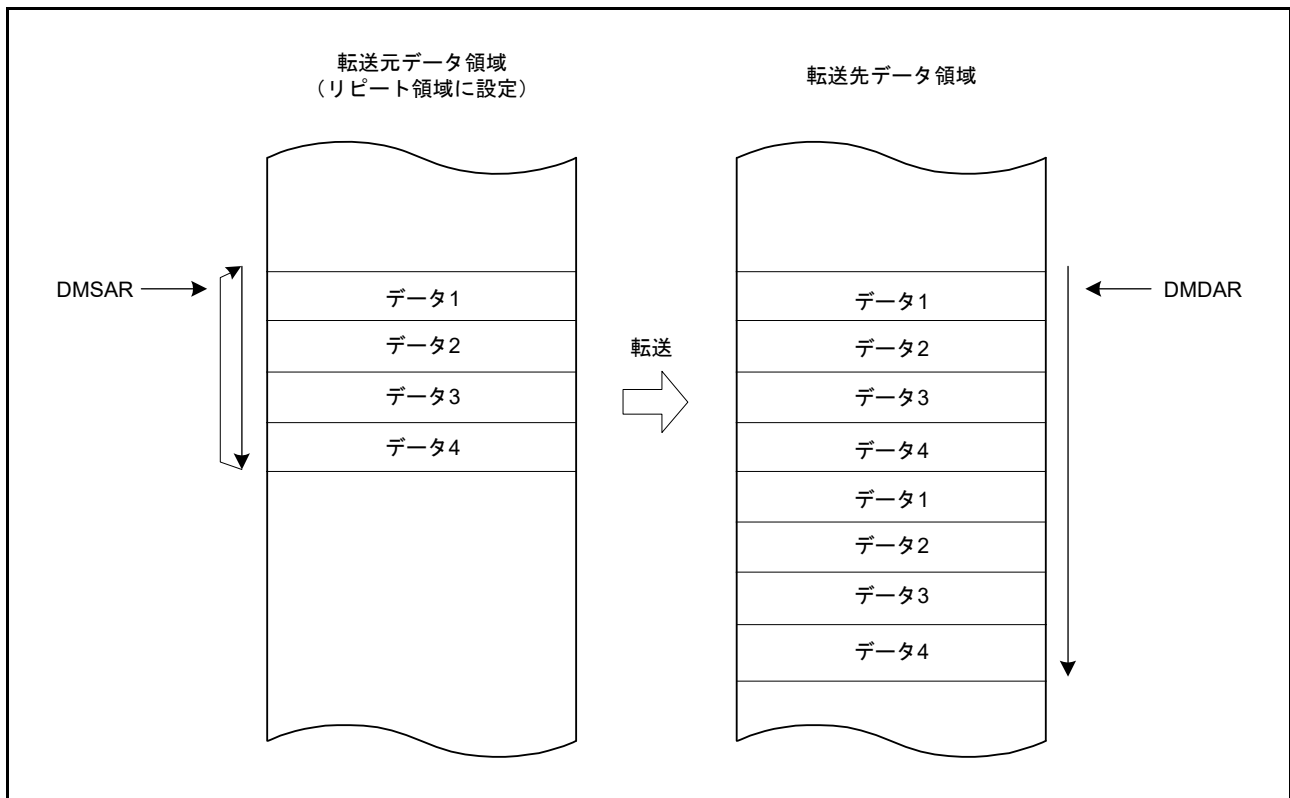 転送元データ領域
（リピート領域に設定）
転送先データ領域
DMSAR
データ1
データ2
データ3
データ4
転送
データ1
データ2
データ3
データ4
データ1
データ2
データ3
データ4
DMDAR